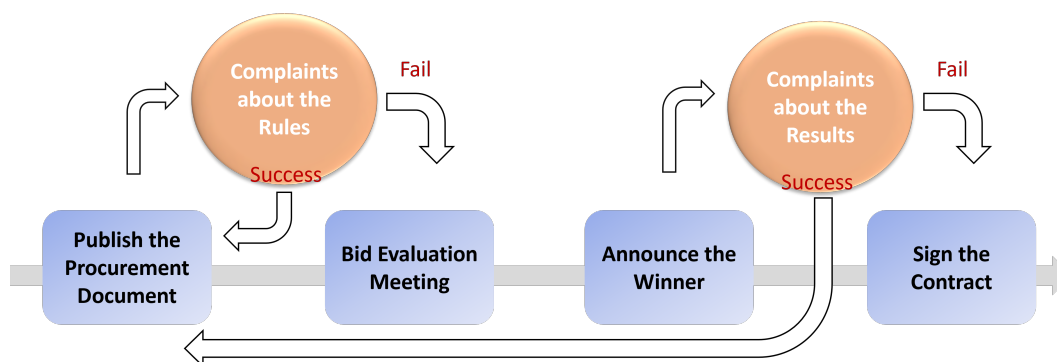 Complaints
about the
Rules
Fail
Success
Complaints
about the
Results
Fail
Success
Publish the
Procurement
Document
Bid Evaluation
Meeting
Announce the
Winner
Sign the
Contract